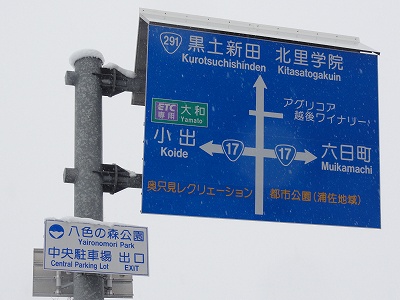 291 黒土新田 北里学院
Kurotsuchishinden Kitasatogakuin
アグリコア
越後ワイナリー
ETC
専用
大和
Yamato
小出 17 17 六日町
Koide Muikamachi
奥只見レクリエーション
都市公園(浦佐地域)
八色の森公園
Yaironomori Park
中央駐車場 出口
Central Parking Lot EXIT